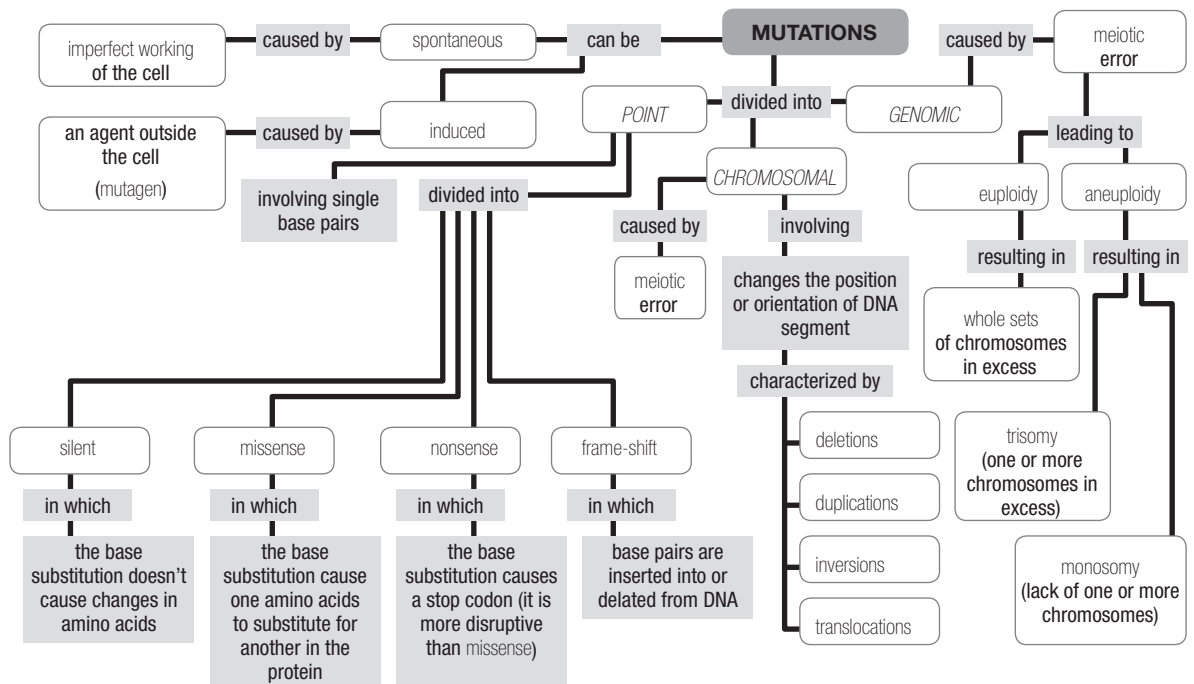 MUTATIONS
can be
spontaneous
caused by
imperfect working
of the cell
induced
caused by
an agent outside
the cell
(mutagen)
divided into
POINT
involving single
base pairs
divided into
silent
in which
the base
substitution doesn't
cause changes in
amino acids
missense
in which
the base
substitution cause
one amino acids
to substitute for
another in the
protein
nonsense
in which
the base
substitution causes
a stop codon (it is
more disruptive
than missense)
frame-shift
in which
base pairs are
inserted into or
delated from DNA
CHROMOSOMAL
caused by
meiotic
error
involving
changes the position
or orientation of DNA
segment
characterized by
deletions
duplications
inversions
translocations
GENOMIC
caused by
meiotic
error
leading to
euploidy
resulting in
whole sets
of chromosomes
in excess
aneuploidy
resulting in
trisomy
(one or more
chromosomes in
excess)
monosomy
(lack of one or more
chromosomes)